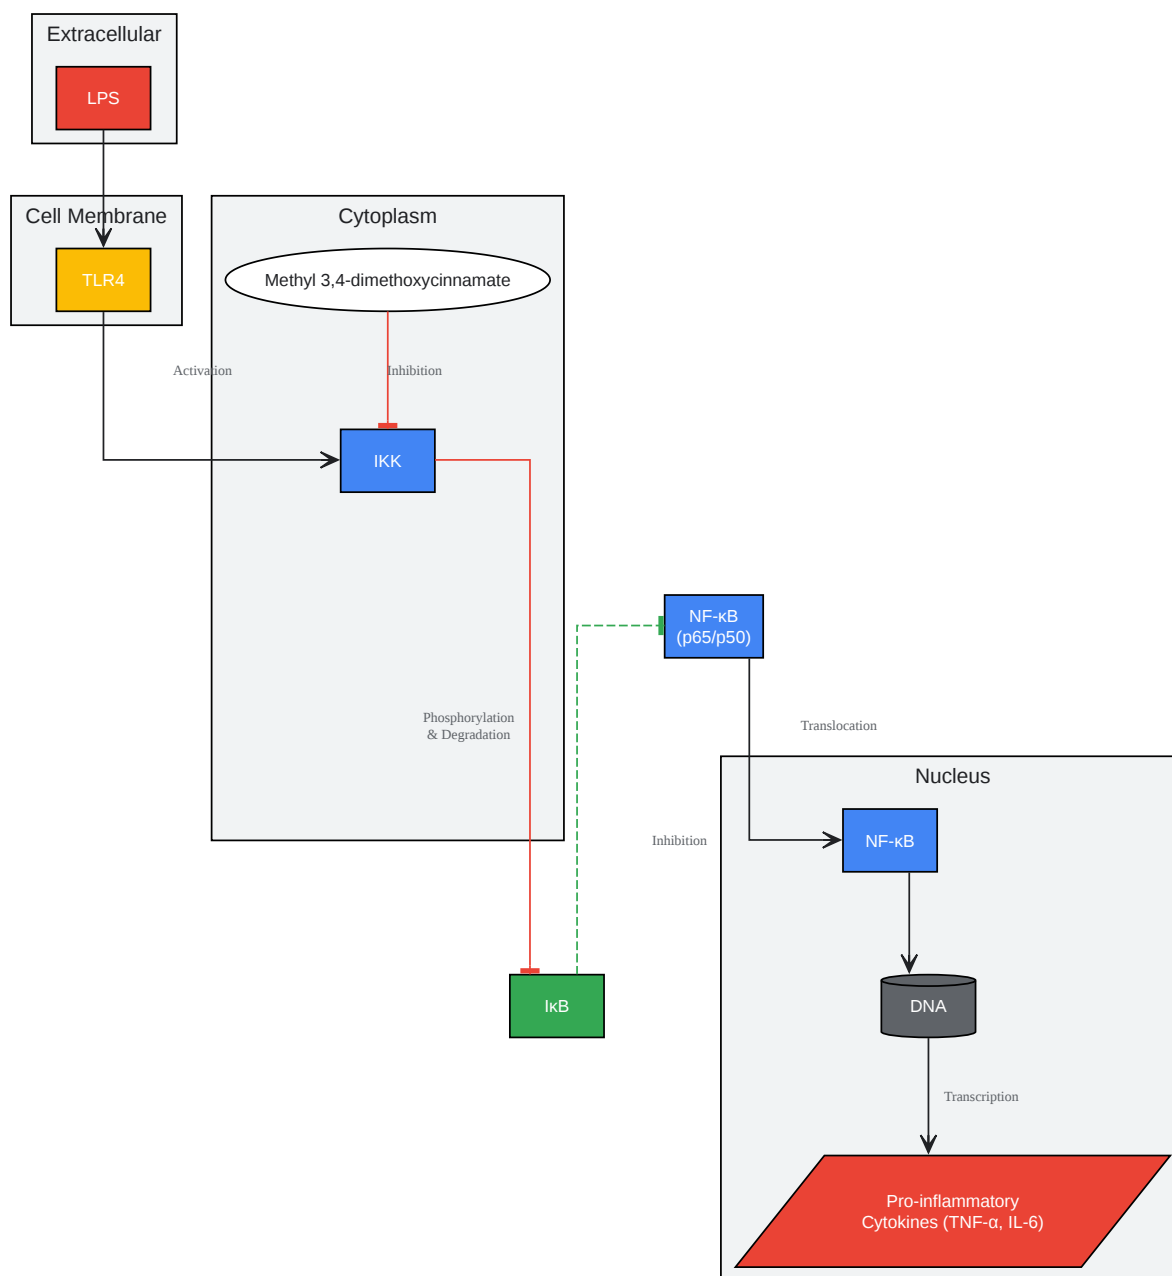 Extracellular
LPS
Cell Membrane
TLR4
Cytoplasm
Methyl 3,4-dimethoxycinnamate
Activation
Inhibition
IKK
NF-κB
(p65/p50)
Phosphorylation
& Degradation
Translocation
Nucleus
Inhibition
NF-κB
IκB
DNA
Transcription
Pro-inflammatory
Cytokines (TNF-α, IL-6)